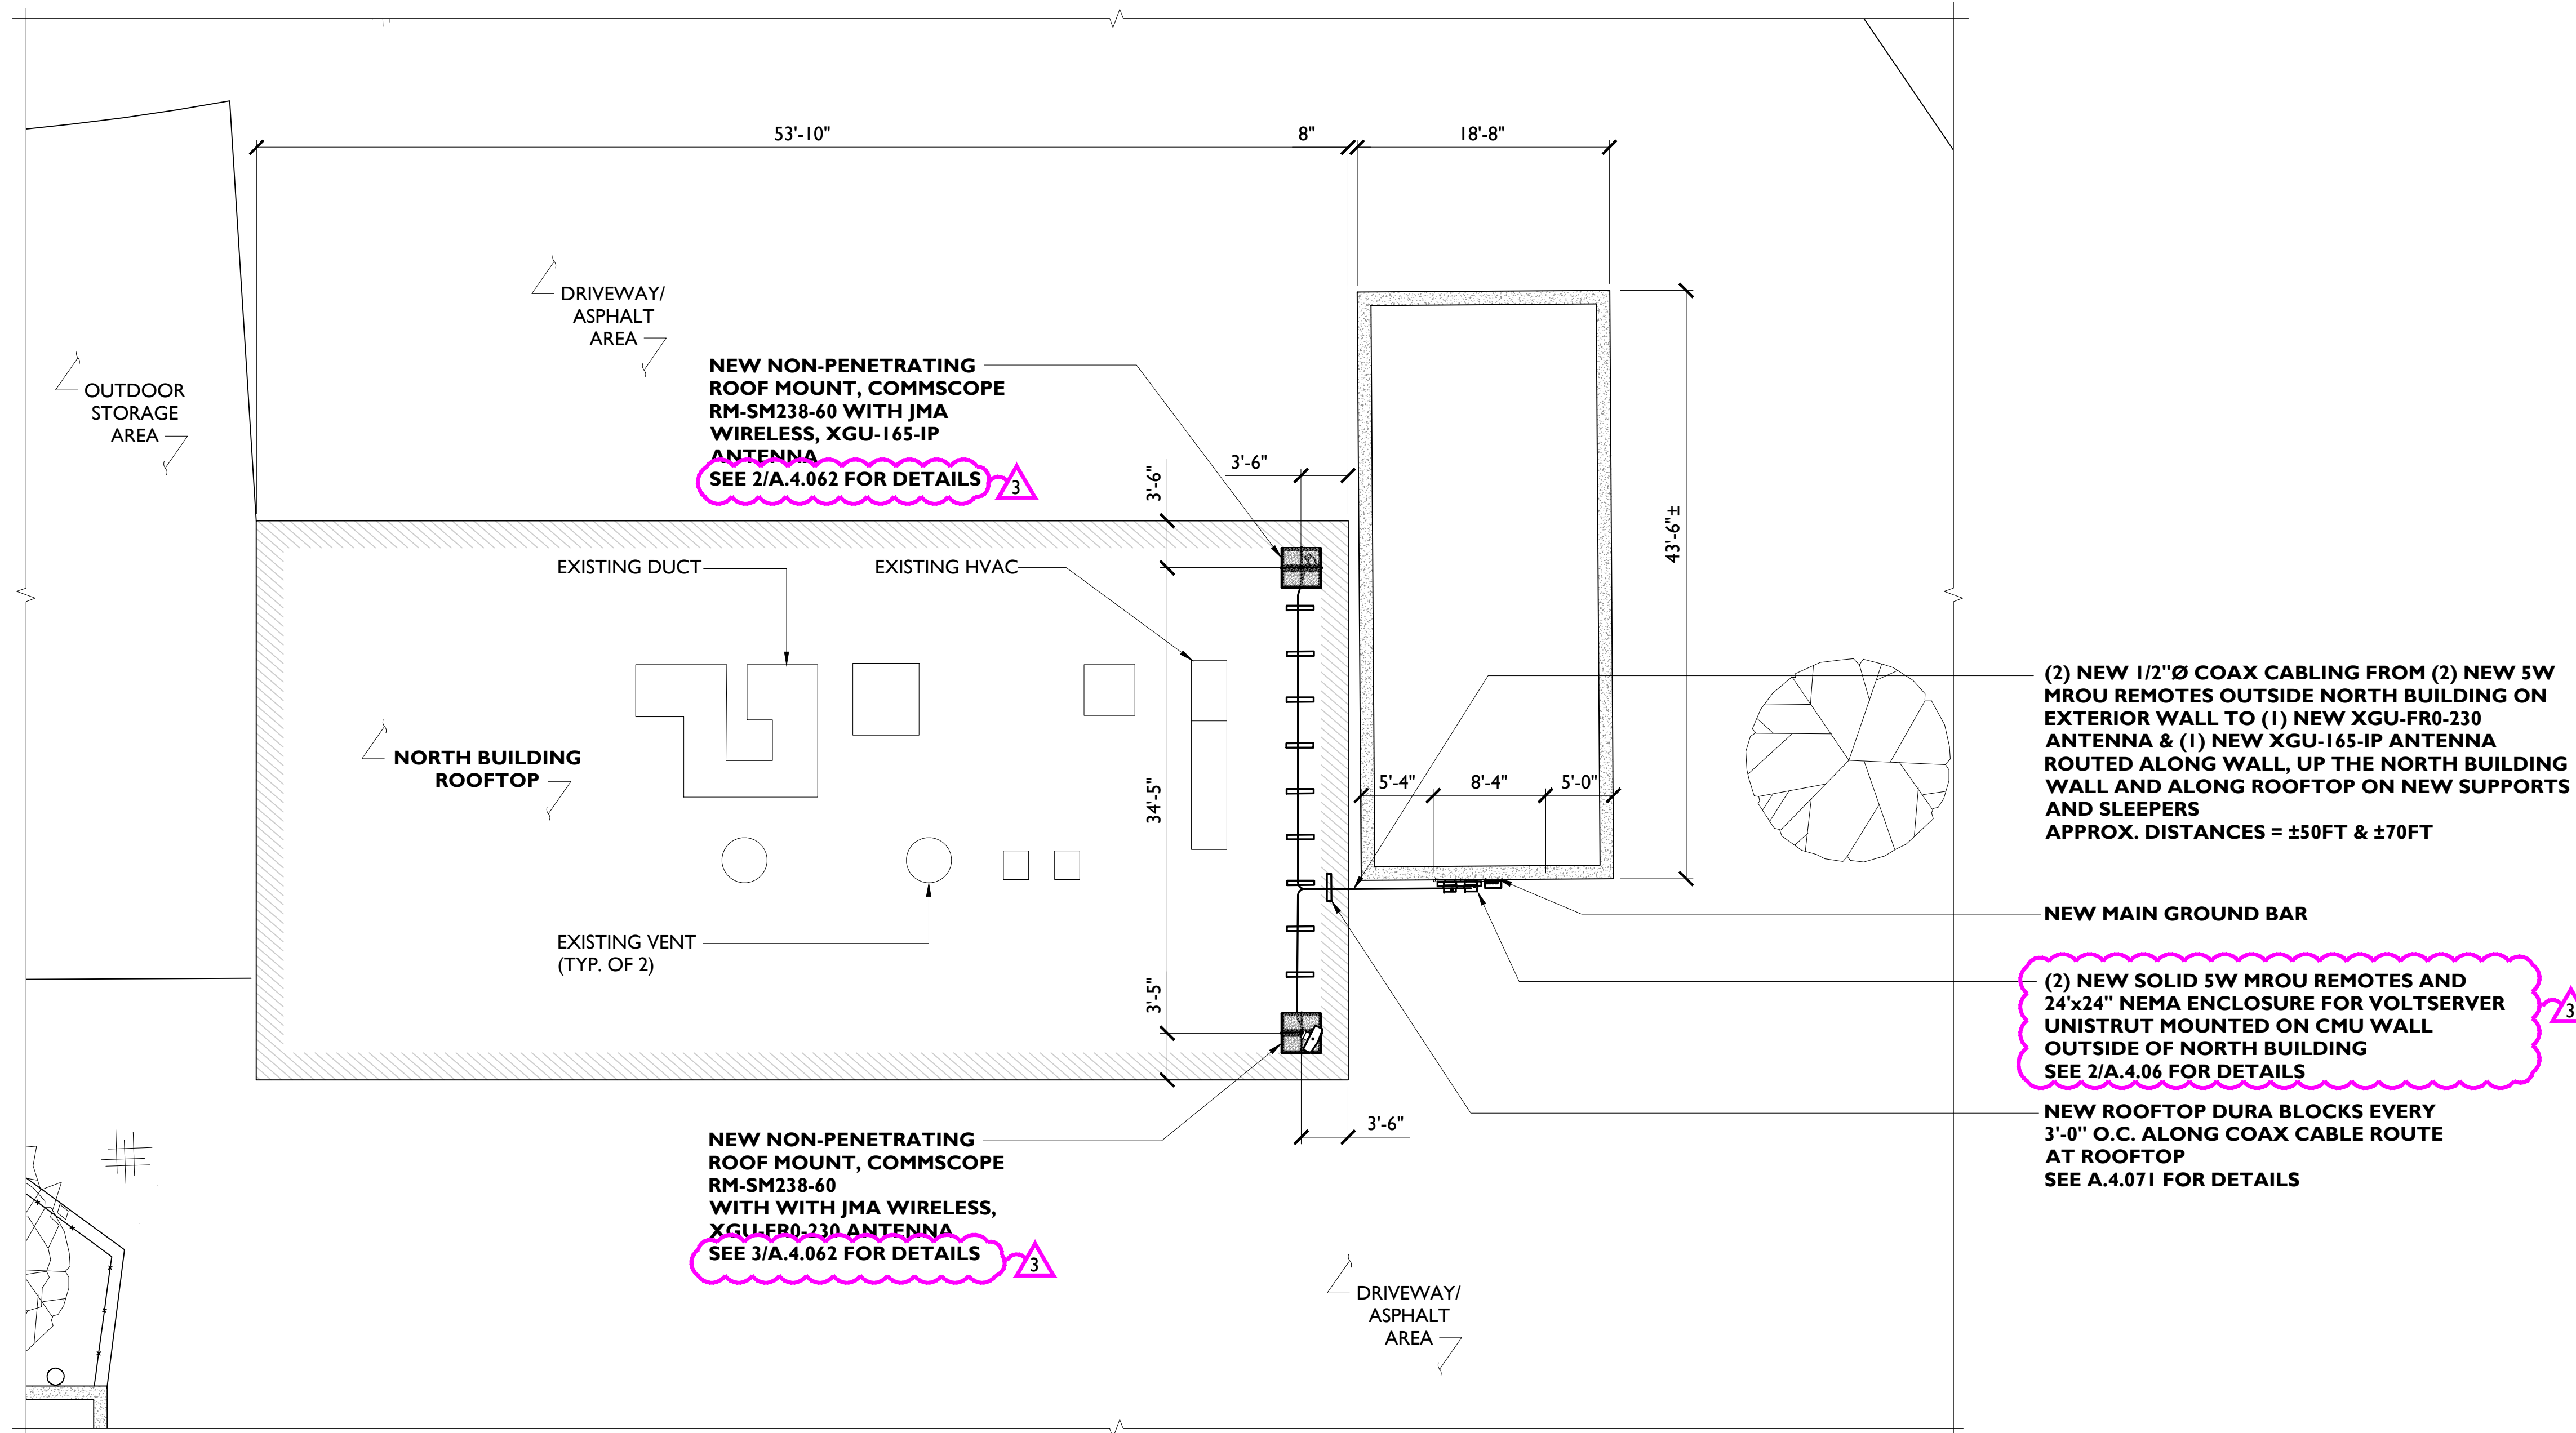 53'-10"
8"
18'-8"
DRIVEWAY/
ASPHALT
AREA
OUTDOOR
STORAGE
AREA
NEW NON-PENETRATING
ROOF MOUNT, COMMSCOPE
RM-SM238-60 WITH JMA
WIRELESS, XGU-165-IP
ANTENNA
SEE 2/A.4.062 FOR DETAILS
3
3'-6"
3'-6"
43'-6"±
EXISTING DUCT
EXISTING HVAC
NORTH BUILDING
ROOFTOP
34'-5"
5'-4"
8'-4"
5'-0"
EXISTING VENT
(TYP. OF 2)
3'-5"
3'-6"
(2) NEW 1/2"Ø COAX CABLING FROM (2) NEW 5W
MROU REMOTES OUTSIDE NORTH BUILDING ON
EXTERIOR WALL TO (1) NEW XGU-FR0-230
ANTENNA & (1) NEW XGU-165-IP ANTENNA
ROUTED ALONG WALL, UP THE NORTH BUILDING
WALL AND ALONG ROOFTOP ON NEW SUPPORTS
AND SLEEPERS
APPROX. DISTANCES = ±50FT & ±70FT
NEW MAIN GROUND BAR
(2) NEW SOLID 5W MROU REMOTES AND
24'x24" NEMA ENCLOSURE FOR VOLTSERVER
UNISTRUT MOUNTED ON CMU WALL
OUTSIDE OF NORTH BUILDING
SEE 2/A.4.06 FOR DETAILS
3
NEW ROOFTOP DURA BLOCKS EVERY
3'-0" O.C. ALONG COAX CABLE ROUTE
AT ROOFTOP
SEE A.4.071 FOR DETAILS
NEW NON-PENETRATING
ROOF MOUNT, COMMSCOPE
RM-SM238-60
WITH WITH JMA WIRELESS,
XGU-FR0-230 ANTENNA
SEE 3/A.4.062 FOR DETAILS
3
DRIVEWAY/
ASPHALT
AREA